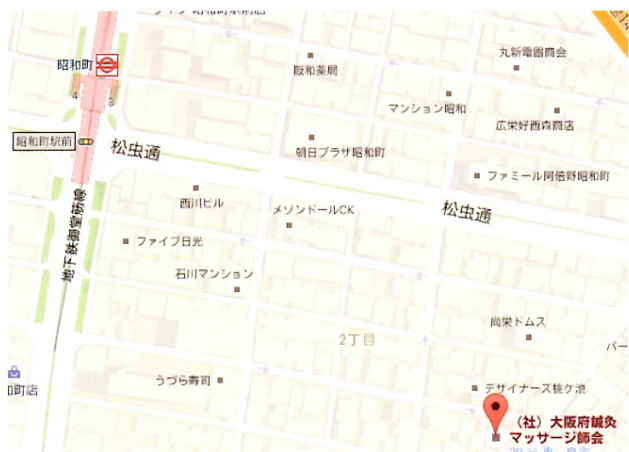 昭和町
4
3
阪和薬局
丸新電器商会
マンション昭和
広栄好西森商店
昭和町駅前
松虫通
朝日プラザ昭和町
ファミール阿倍野昭和町
西川ビル
メゾンドールCK
松虫通
ファイブ日光
地下鉄御堂筋線
石川マンション
尚栄ドムス
2丁目
バー
うづら寿司
和町店
デザイナーズ桃ケ池
（社）大阪府鍼灸
マッサージ師会